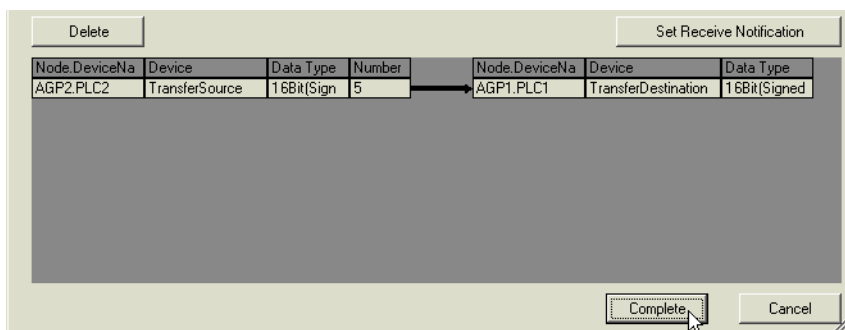 Delete Set Receive Notification
Node.DeviceNa Device Data Type Number Node.DeviceNa Device Data Type
AGP2.PLC2 TransferSource 16Bit(Sign 5 AGP1.PLC1 TransferDestination 16Bit(Signed
Complete Cancel